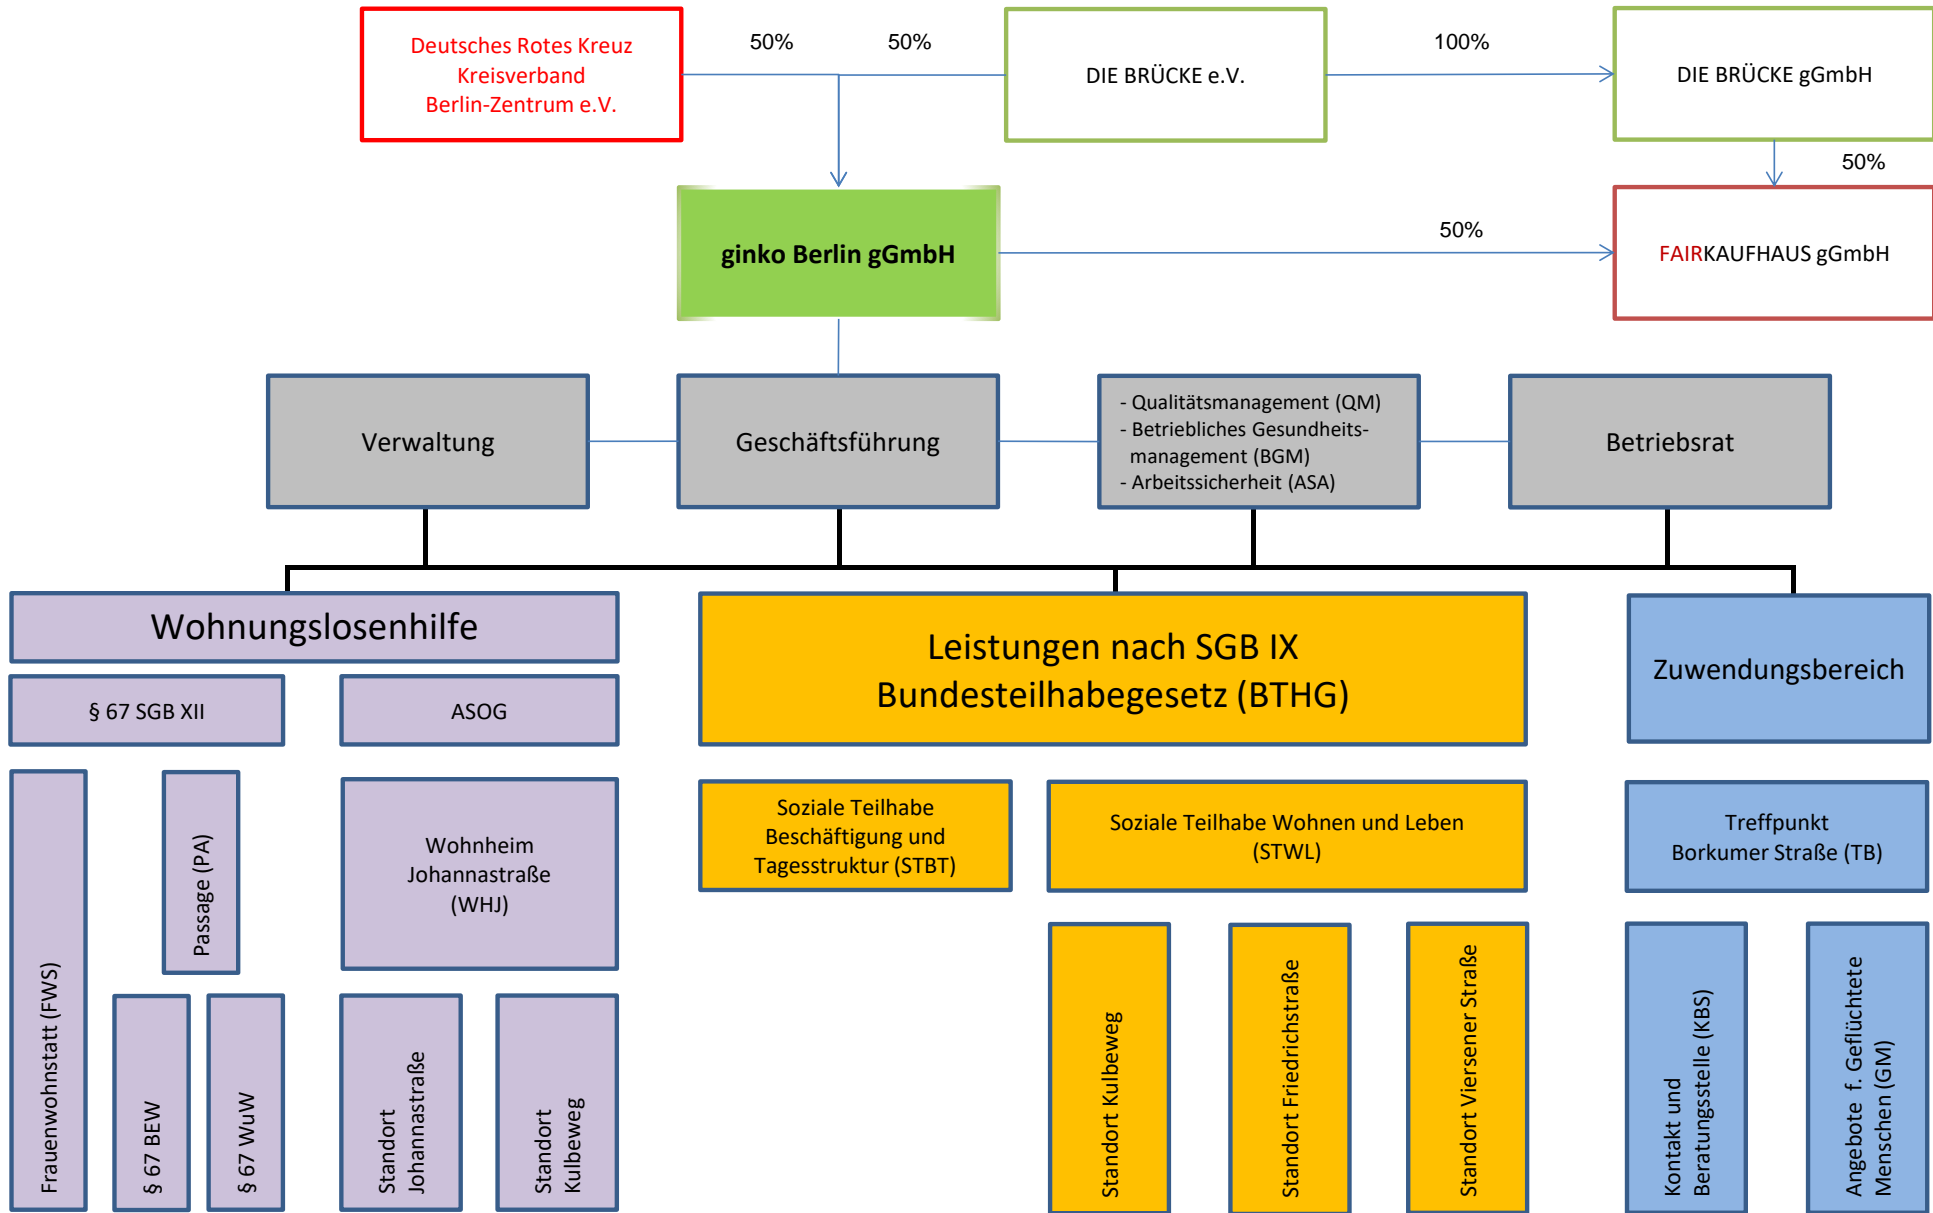 Deutsches Rotes Kreuz
Kreisverband
Berlin-Zentrum e.V.
50%
50%
DIE BRÜCKE e.V.
100%
DIE BRÜCKE gGmbH
50%
ginko Berlin gGmbH
50%
FAIRKAUFHAUS gGmbH
Verwaltung
Geschäftsführung
- Qualitätsmanagement (QM)
- Betriebliches Gesundheits-
management (BGM)
- Arbeitssicherheit (ASA)
Betriebsrat
Wohnungslosenhilfe
§ 67 SGB XII
ASOG
Frauenwohnstatt (FWS)
Passage (PA)
§ 67 BEW
§ 67 WuW
Wohnheim
Johannastraße
(WHJ)
Standort
Johannastraße
Standort
Kulbeweg
Leistungen nach SGB IX
Bundesteilhabegesetz (BTHG)
Soziale Teilhabe
Beschäftigung und
Tagesstruktur (STBT)
Soziale Teilhabe Wohnen und Leben
(STWL)
Standort Kulbeweg
Standort Friedrichstraße
Standort Viersener Straße
Zuwendungsbereich
Treffpunkt
Borkumer Straße (TB)
Kontakt und
Beratungsstelle (KBS)
Angebote f. Geflüchtete
Menschen (GM)